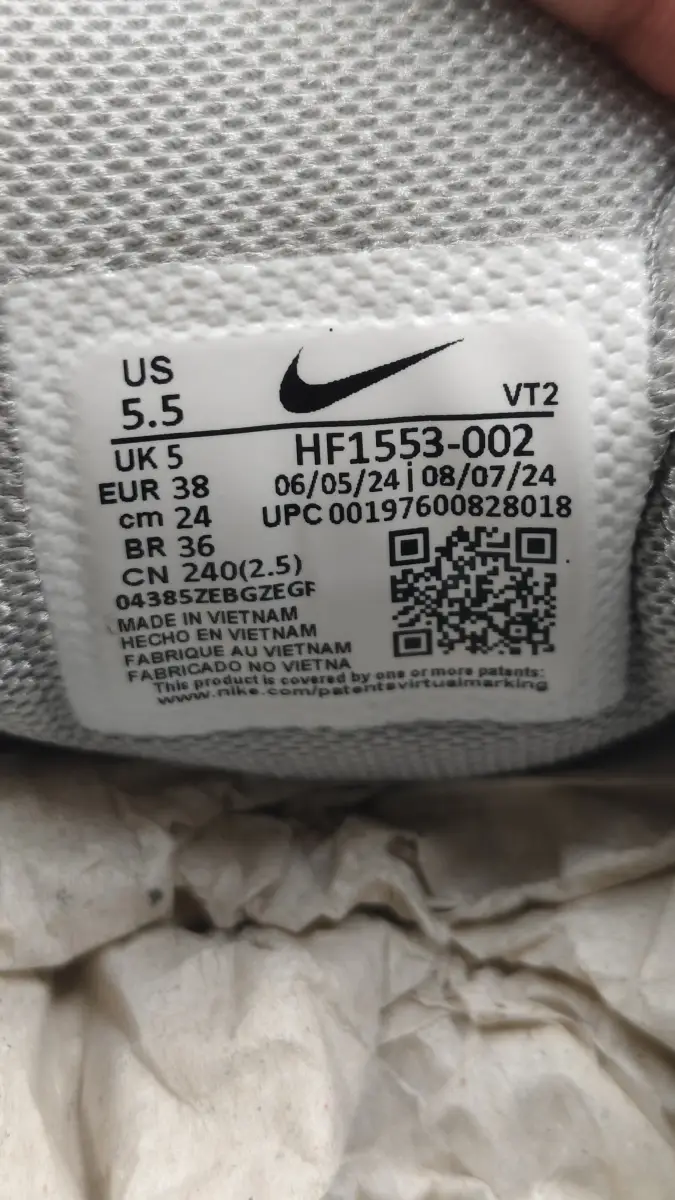 US
5.5
VT2
UK 5
HF1553-002
EUR 38
06/05/24 | 08/07/24
cm 24
UPC 00197600828018
BR 36
CN 240(2.5)
04385ZEBGZEGF
MADE IN VIETNAM
HECHO EN VIETNAM
FABRIQUE AU VIETNAM
FABRICADO NO VIETNA
This product is covered by one or more patents:
www.nike.com/patentsvirtualmarking